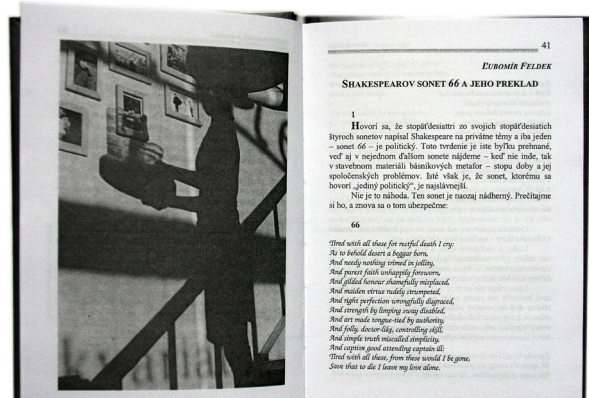 41
Ľubomír Feldek
Shakespearov sonet 66 a jeho preklad
1
Hovorí sa, že stopäťdesiattri zo svojich stopäťdesiatich
štyroch sonetov napísal Shakespeare na privátne témy a iba jeden
– sonet 66 – je politický. Toto tvrdenie je iste byľku prehnané,
veď aj v nejednom ďalšom sonete nájdeme – keď nie inde, tak
v stavebnom materiáli básnikových metafor – stopu doby a jej
spoločenských problémov. Isté však je, že sonet, ktorému sa
hovorí „jediný politický“, je najslávnejší.
Nie je to náhoda. Ten sonet je naozaj nádherný. Prečítajme
si ho, a znova sa o tom ubezpečme:
66
Tired with all these fot restful death I cry:
As to behold desert a beggar born,
And needy nothing trimed in jollity,
And purest faith unhappily forsworn,
And gilded honour shamefully misplaced,
And maiden virtue rudely strumpeted,
And right perfection wrongfully disgraced,
And strength by limping sway disabled,
And art made tongue-tied by authority,
And folly, doctor-like, controlling skill,
And simple truth miscalled simplicity,
And captive good attending captain ill:
Tired with all these, from these would I be gone,
Save that to die I leave my love alone.